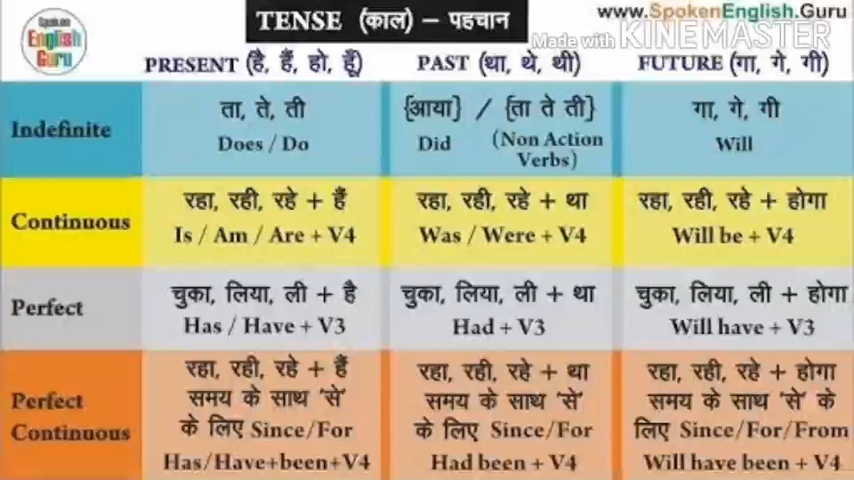 Spoken
English
Guru
TENSE (काल) – पहचान
www.SpokenEnglish.Guru
Made with KINEMASTER
PRESENT (है, हैं, हो, हूँ)
PAST (था, थे, थी)
FUTURE (गा, गे, गी)
Indefinite
ता, ते, ती
Does / Do
{आया} / {ता ते ती}
Did (Non Action
Verbs)
गा, गे, गी
Will
Continuous
रहा, रही, रहे + हैं
Is / Am / Are + V4
रहा, रही, रहे + था
Was / Were + V4
रहा, रही, रहे + होगा
Will be + V4
Perfect
चुका, लिया, ली + है
Has / Have + V3
चुका, लिया, ली + था
Had + V3
चुका, लिया, ली + होगा
Will have + V3
Perfect
Continuous
रहा, रही, रहे + हैं
समय के साथ 'से'
के लिए Since/For
Has/Have+been+V4
रहा, रही, रहे + था
समय के साथ 'से'
के लिए Since/For
Had been + V4
रहा, रही, रहे + होगा
समय के साथ 'से' के
लिए Since/For/From
Will have been + V4